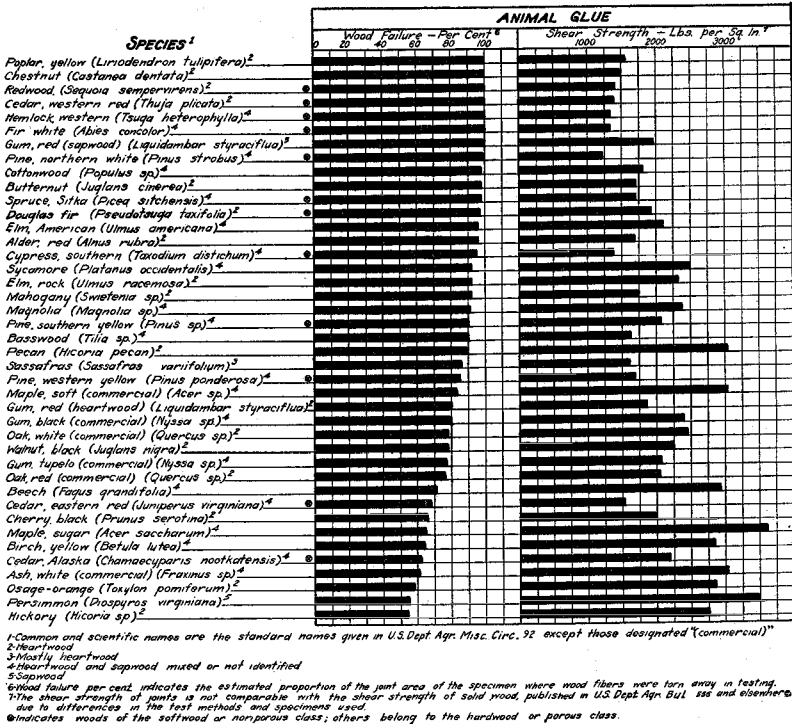 ANIMAL GLUE
SPECIES 1
Wood Failure - Per Cent 6
Shear Strength - Lbs. per Sq. In. 7
0 20 40 60 80 100
1000 2000 3000
Poplar, yellow (Liriodendron tulipifera) 2
Chestnut (Castanea dentata) 2
Redwood, (Sequoia sempervirens) 2
Cedar, western red (Thuja plicata) 2
Hemlock, western (Tsuga heterophylla) 4
Fir white (Abies concolor) 4
Gum, red (sapwood) (Liquidambar styraciflua) 5
Pine, northern white (Pinus strobus) 4
Cottonwood (Populus sp.) 4
Butternut (Juglans cinerea) 2
Spruce, Sitka (Picea sitchensis) 4
Douglas fir (Pseudotsuga taxifolia) 2
Elm, American (Ulmus americana) 4
Alder, red (Alnus rubra) 2
Cypress, southern (Taxodium distichum) 4
Sycamore (Platanus occidentalis) 4
Elm, rock (Ulmus racemosa) 2
Mahogany (Swietenia sp.) 2
Magnolia (Magnolia sp.) 4
Pine, southern yellow (Pinus sp.) 4
Basswood (Tilia sp.) 4
Pecan (Hicoria pecan) 2
Sassafras (Sassafras variifolium) 3
Pine, western yellow (Pinus ponderosa) 4
Maple, soft (commercial) (Acer sp.) 4
Gum, red (heartwood) (Liquidambar styraciflua) 2
Gum, black (commercial) (Nyssa sp.) 4
Oak, white (commercial) (Quercus sp.) 2
Walnut, black (Juglans nigra) 2
Gum, tupelo (commercial) (Nyssa sp.) 4
Oak, red (commercial) (Quercus sp.) 2
Beech (Fagus grandifolia) 4
Cedar, eastern red (Juniperus virginiana) 4
Cherry, black (Prunus serotina) 2
Maple, sugar (Acer saccharum) 4
Birch, yellow (Betula lutea) 4
Cedar, Alaska (Chamaecyparis nootkatensis) 4
Ash, white (commercial) (Fraxinus sp.) 4
Osage-orange (Toxylon pomiferum) 2
Persimmon (Diospyros virginiana) 5
Hickory (Hicoria sp.) 2
1-Common and scientific names are the standard names given in U.S. Dept. Agr. Misc. Circ. 92 except those designated "(commercial)"
2-Heartwood
3-Mostly heartwood
4-Heartwood and sapwood mixed or not identified
5-Sapwood
6-Wood failure per cent indicates the estimated proportion of the joint area of the specimen where wood fibers were torn away in testing.
7-The shear strength of joints is not comparable with the shear strength of solid wood, published in U.S. Dept. Agr. Bul. and elsewhere,
due to differences in the test methods and specimens used.
Indicates woods of the softwood or nonporous class; others belong to the hardwood or porous class.